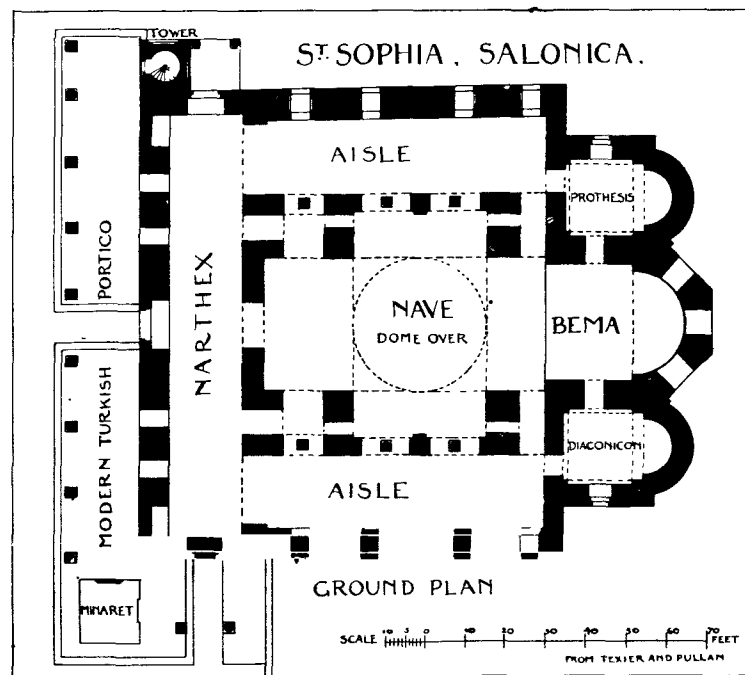 TOWER
ST. SOPHIA, SALONICA.
AISLE
PROTHESIS
PORTICO
NARTHEX
NAVE
DOME OVER
BEMA
MODERN TURKISH
DIACONICON
AISLE
MINARET
GROUND PLAN
SCALE 10 5 0 10 20 30 40 50 60 70 FEET
FROM TEXIER AND PULLAN